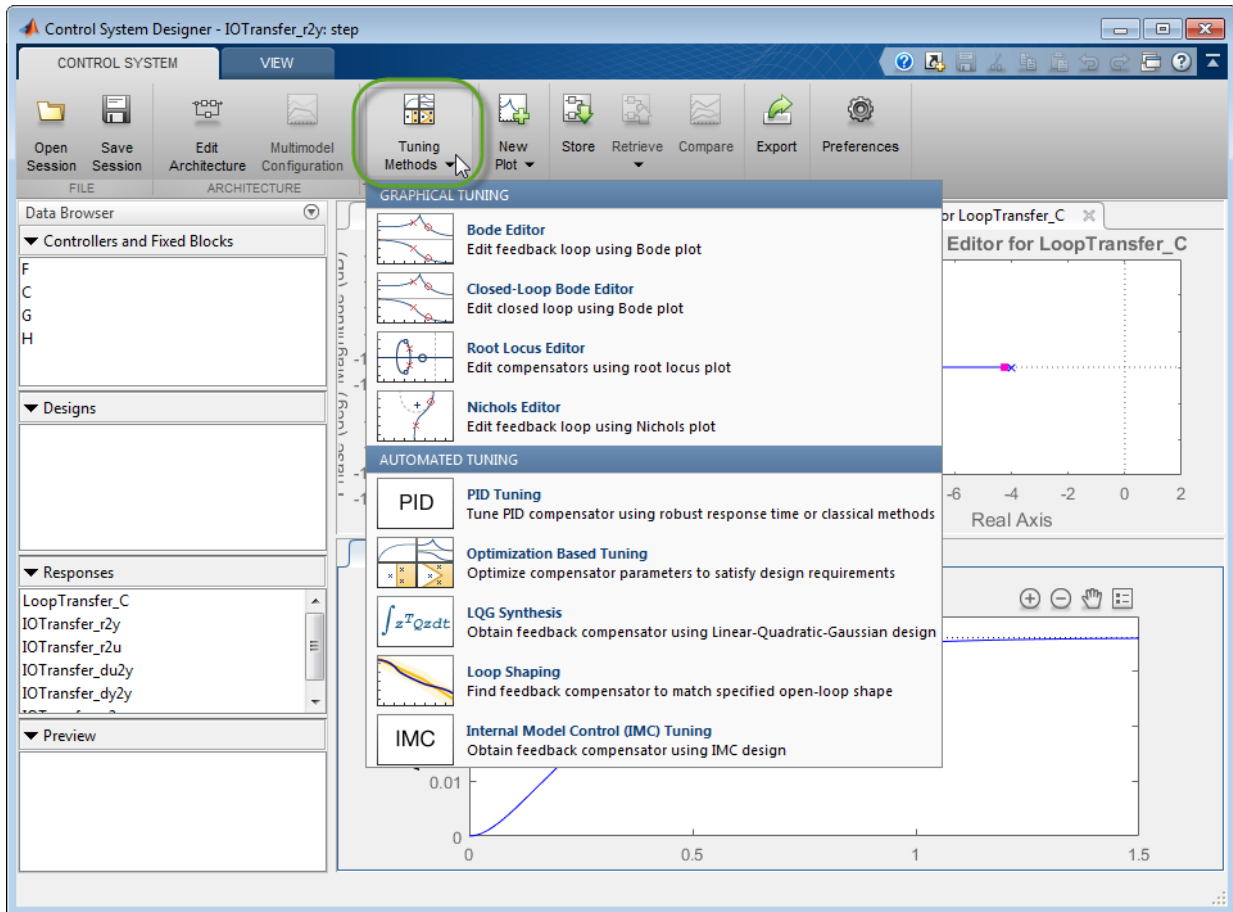 Control System Designer - IOTransfer_r2y: step
CONTROL SYSTEM
VIEW
Open Session
Save Session
Edit Architecture
Multimodel Configuration
Tuning Methods
New Plot
Store
Retrieve
Compare
Export
Preferences
FILE
ARCHITECTURE
Data Browser
Controllers and Fixed Blocks
F
C
G
H
Designs
Responses
LoopTransfer_C
IOTransfer_r2y
IOTransfer_r2u
IOTransfer_du2y
IOTransfer_dy2y
Preview
GRAPHICAL TUNING
Bode Editor
Edit feedback loop using Bode plot
Closed-Loop Bode Editor
Edit closed loop using Bode plot
Root Locus Editor
Edit compensators using root locus plot
Nichols Editor
Edit feedback loop using Nichols plot
AUTOMATED TUNING
PID
PID Tuning
Tune PID compensator using robust response time or classical methods
Optimization Based Tuning
Optimize compensator parameters to satisfy design requirements
∫zᵀQzdt
LQG Synthesis
Obtain feedback compensator using Linear-Quadratic-Gaussian design
Loop Shaping
Find feedback compensator to match specified open-loop shape
IMC
Internal Model Control (IMC) Tuning
Obtain feedback compensator using IMC design
or LoopTransfer_C
Editor for LoopTransfer_C
-6 -4 -2 0 2
Real Axis
0.01
0
0 0.5 1 1.5